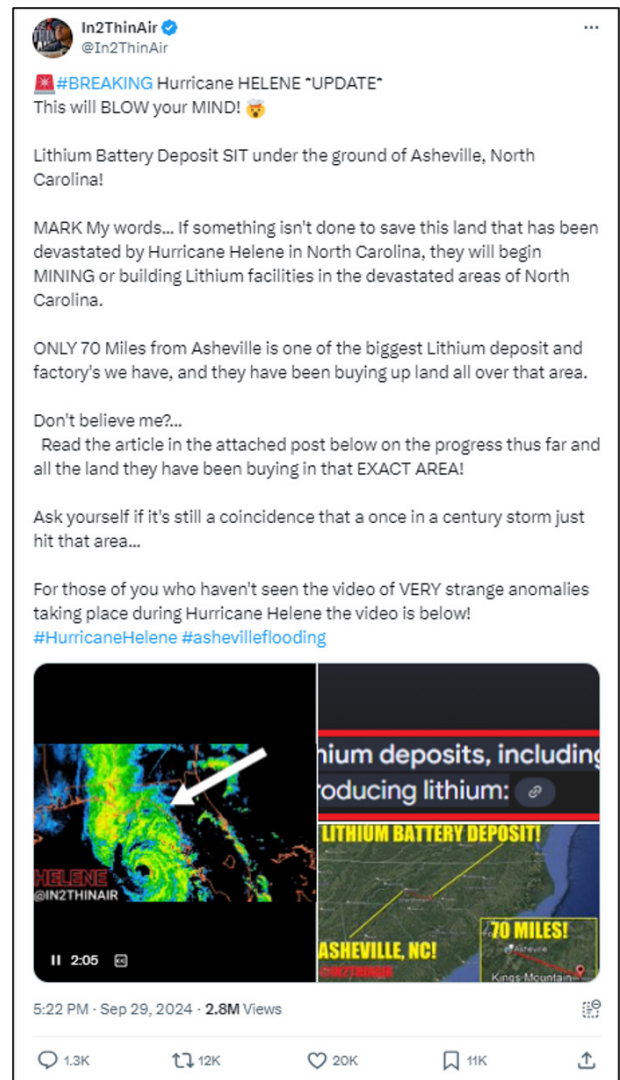 In2ThinAir
@In2ThinAir
#BREAKING Hurricane HELENE *UPDATE*
This will BLOW your MIND! 🤯
Lithium Battery Deposit SIT under the ground of Asheville, North
Carolina!
MARK My words... If something isn't done to save this land that has been
devastated by Hurricane Helene in North Carolina, they will begin
MINING or building Lithium facilities in the devastated areas of North
Carolina.
ONLY 70 Miles from Asheville is one of the biggest Lithium deposit and
factory's we have, and they have been buying up land all over that area.
Don't believe me?...
Read the article in the attached post below on the progress thus far and
all the land they have been buying in that EXACT AREA!
Ask yourself if it's still a coincidence that a once in a century storm just
hit that area...
For those of you who haven't seen the video of VERY strange anomalies
taking place during Hurricane Helene the video is below!
#HurricaneHelene #ashevilleflooding
HELENE
@IN2THINAIR
2:05
hium deposits, including
roducing lithium:
LITHIUM BATTERY DEPOSIT!
ASHEVILLE, NC!
@IN2THINAIR
70 MILES!
Asheville
Kings Mountain
5:22 PM · Sep 29, 2024 · 2.8M Views
1.3K
12K
20K
11K